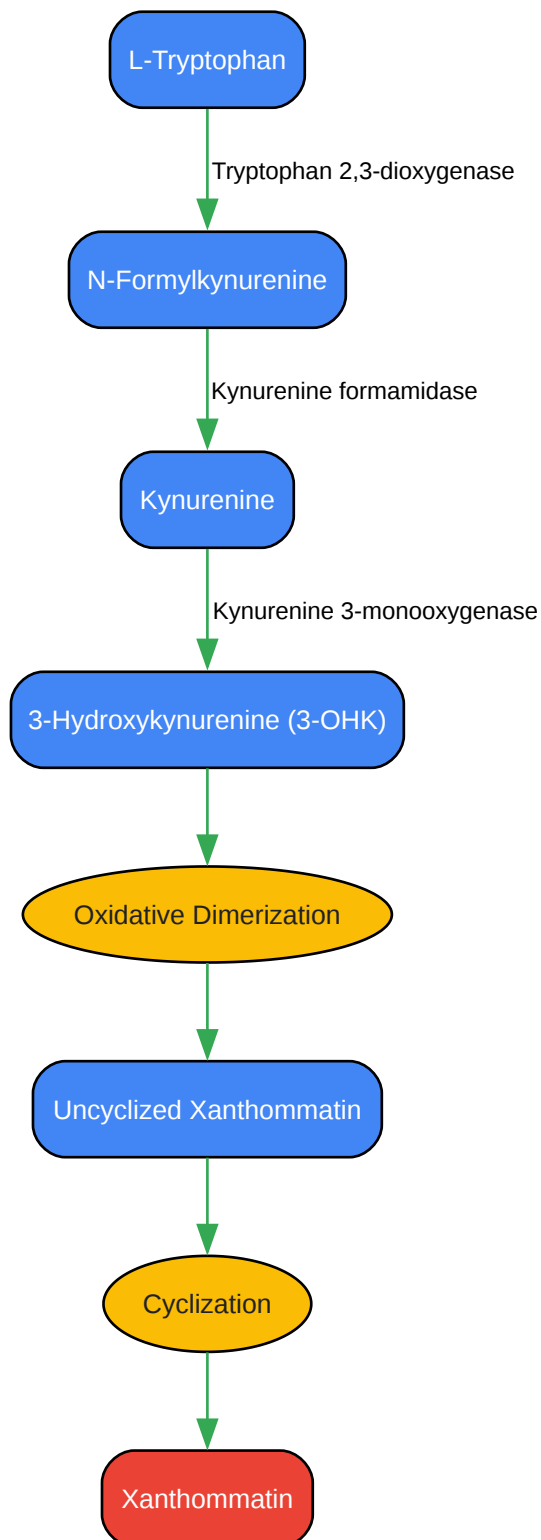 L-Tryptophan
Tryptophan 2,3-dioxygenase
N-Formylkynurenine
Kynurenine formamidase
Kynurenine
Kynurenine 3-monooxygenase
3-Hydroxykynurenine (3-OHK)
Oxidative Dimerization
Uncyclized Xanthommatin
Cyclization
Xanthommatin